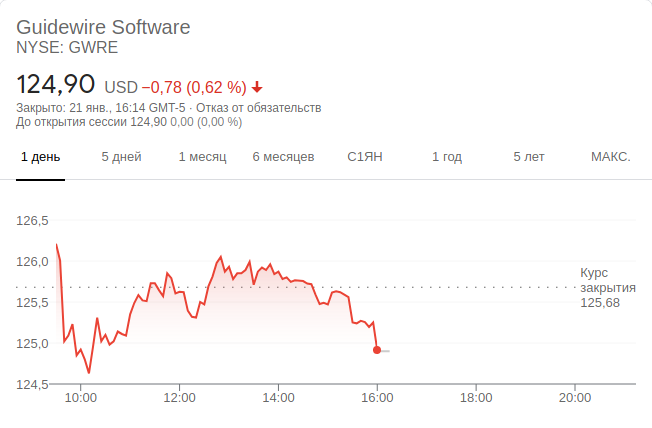 Guidewire Software
NYSE: GWRE
124,90 USD −0,78 (0,62 %)
Закрыто: 21 янв., 16:14 GMT-5 · Отказ от обязательств
До открытия сессии 124,90 0,00 (0,00 %)
1 день 5 дней 1 месяц 6 месяцев С1ЯН 1 год 5 лет МАКС.
126,5
126,0
125,5
125,0
124,5
Курс
закрытия
125,68
10:00 12:00 14:00 16:00 18:00 20:00